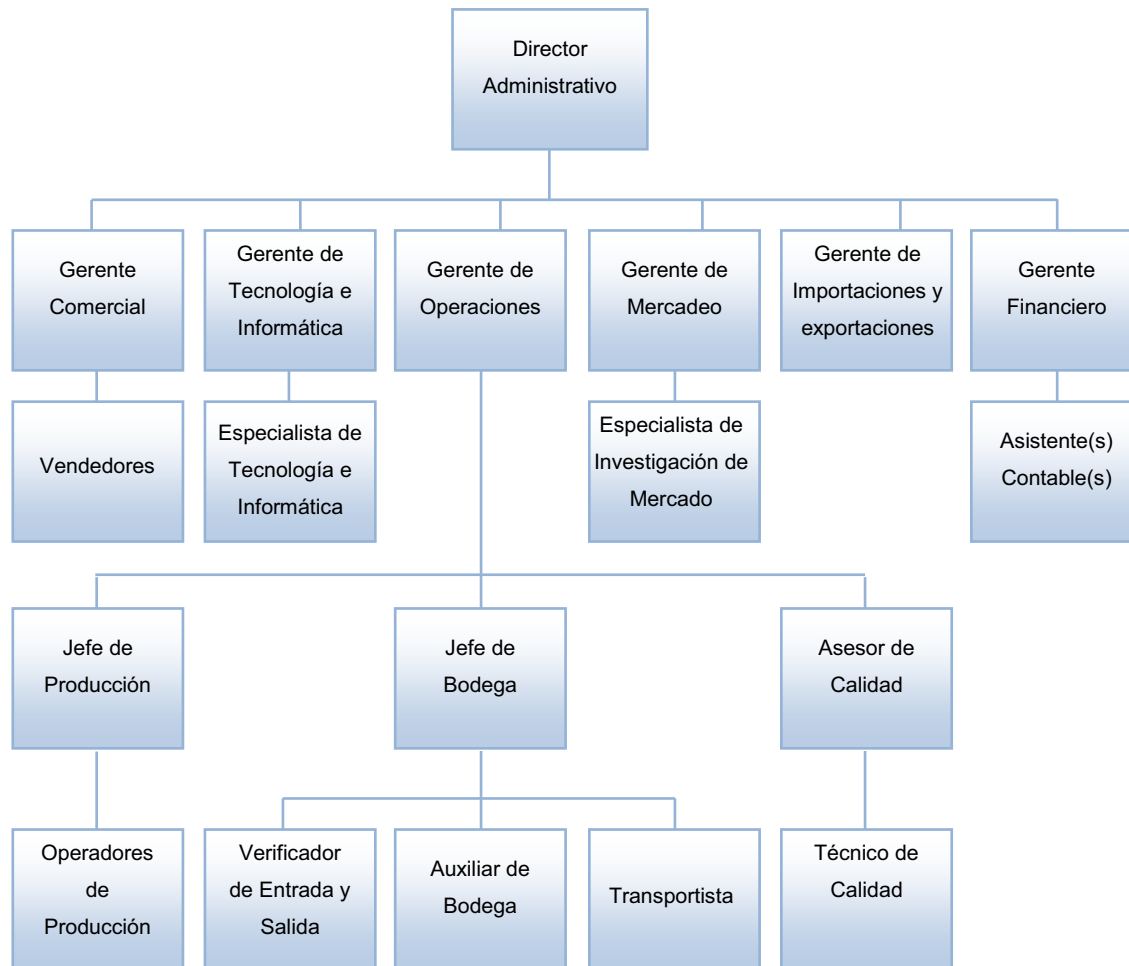 Director
Administrativo
Gerente
Comercial
Gerente de
Tecnología e
Informática
Gerente de
Operaciones
Gerente de
Mercadeo
Gerente de
Importaciones y
exportaciones
Gerente
Financiero
Vendedores
Especialista de
Tecnología e
Informática
Especialista de
Investigación de
Mercado
Asistente(s)
Contable(s)
Jefe de
Producción
Jefe de
Bodega
Asesor de
Calidad
Operadores
de
Producción
Verificador
de Entrada y
Salida
Auxiliar de
Bodega
Transportista
Técnico de
Calidad